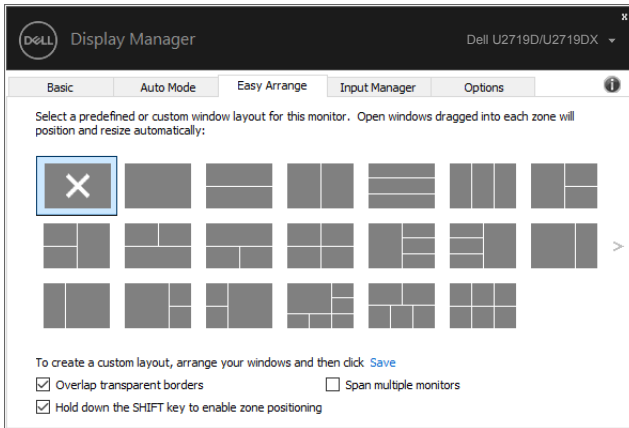 x
DELL
Display Manager
Dell U2719D/U2719DX
Basic
Auto Mode
Easy Arrange
Input Manager
Options
i
Select a predefined or custom window layout for this monitor. Open windows dragged into each zone will
position and resize automatically:
To create a custom layout, arrange your windows and then click Save
Overlap transparent borders
Span multiple monitors
Hold down the SHIFT key to enable zone positioning